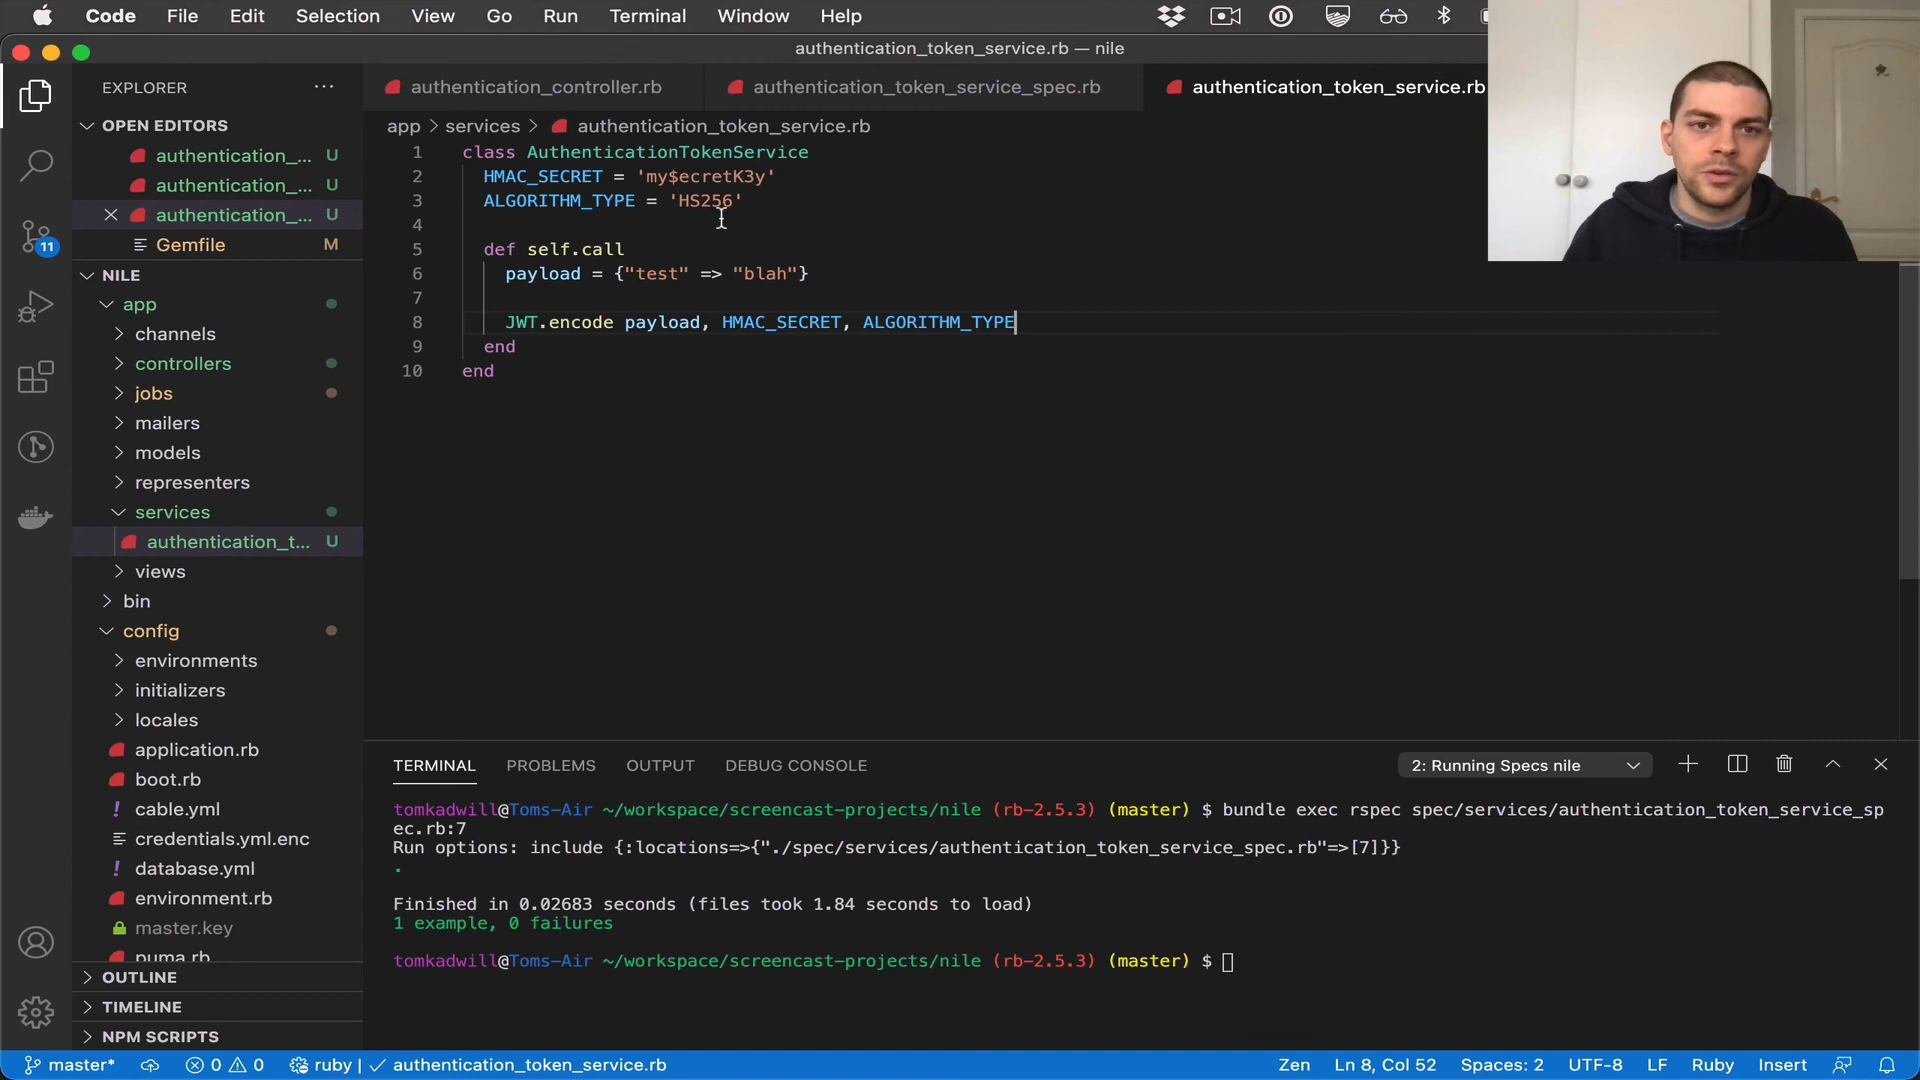 Code File Edit Selection View Go Run Terminal Window Help
authentication_token_service.rb — nile
EXPLORER
authentication_controller.rb
authentication_token_service_spec.rb
authentication_token_service.rb
OPEN EDITORS
authentication_... U
authentication_... U
authentication_... U
Gemfile M
NILE
app
channels
controllers
jobs
mailers
models
representers
services
authentication_t... U
views
bin
config
environments
initializers
locales
application.rb
boot.rb
cable.yml
credentials.yml.enc
database.yml
environment.rb
master.key
puma.rb
OUTLINE
TIMELINE
NPM SCRIPTS
11
app > services > authentication_token_service.rb
1 class AuthenticationTokenService
2 HMAC_SECRET = 'my$ecretK3y'
3 ALGORITHM_TYPE = 'HS256'
4
5 def self.call
6 payload = {"test" => "blah"}
7
8 JWT.encode payload, HMAC_SECRET, ALGORITHM_TYPE
9 end
10 end
TERMINAL PROBLEMS OUTPUT DEBUG CONSOLE
2: Running Specs nile
tomkadwill@Toms-Air ~/workspace/screencast-projects/nile (rb-2.5.3) (master) $ bundle exec rspec spec/services/authentication_token_service_sp
ec.rb:7
Run options: include {:locations=>{"./spec/services/authentication_token_service_spec.rb"=>[7]}}
.
Finished in 0.02683 seconds (files took 1.84 seconds to load)
1 example, 0 failures
tomkadwill@Toms-Air ~/workspace/screencast-projects/nile (rb-2.5.3) (master) $
master* 0 0 ruby | ✓ authentication_token_service.rb
Zen Ln 8, Col 52 Spaces: 2 UTF-8 LF Ruby Insert